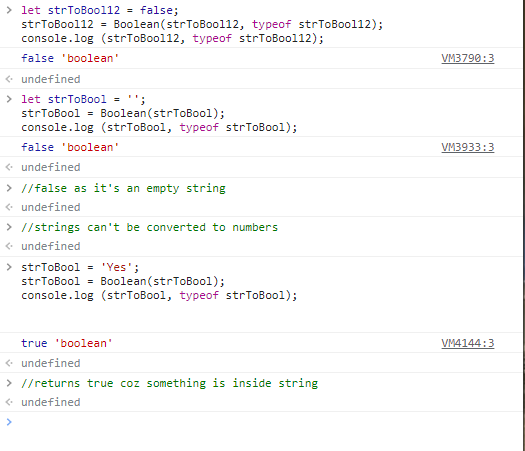 let strToBool12 = false;
strToBool12 = Boolean(strToBool12, typeof strToBool12);
console.log (strToBool12, typeof strToBool12);
false 'boolean' VM3790:3
undefined
let strToBool = '';
strToBool = Boolean(strToBool);
console.log (strToBool, typeof strToBool);
false 'boolean' VM3933:3
undefined
//false as it's an empty string
undefined
//strings can't be converted to numbers
undefined
strToBool = 'Yes';
strToBool = Boolean(strToBool);
console.log (strToBool, typeof strToBool);
true 'boolean' VM4144:3
undefined
//returns true coz something is inside string
undefined